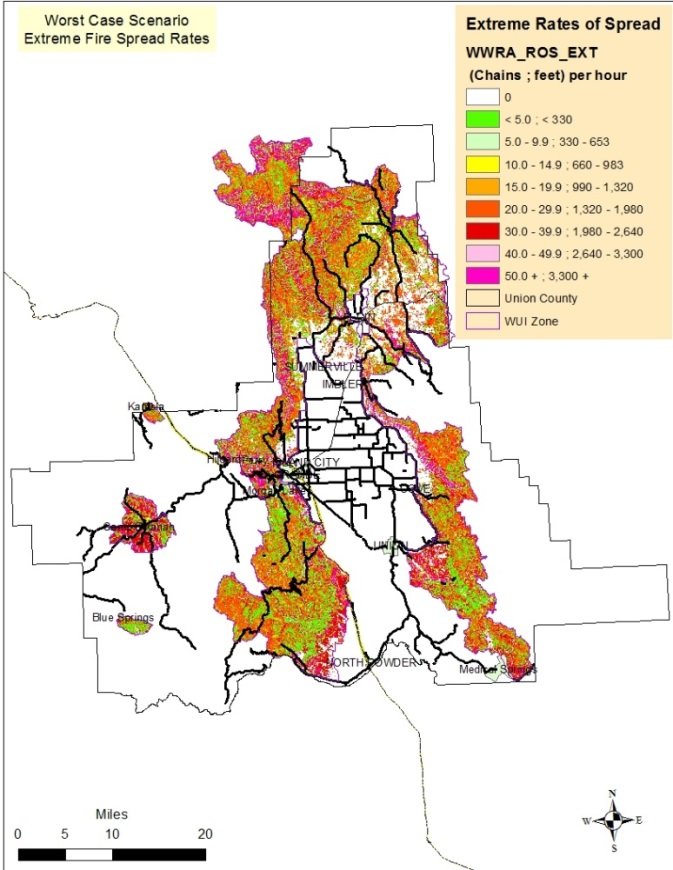 Worst Case Scenario
Extreme Fire Spread Rates
Extreme Rates of Spread
WWRA_ROS_EXT
(Chains ; feet) per hour
0
< 5.0 ; < 330
5.0 - 9.9 ; 330 - 653
10.0 - 14.9 ; 660 - 983
15.0 - 19.9 ; 990 - 1,320
20.0 - 29.9 ; 1,320 - 1,980
30.0 - 39.9 ; 1,980 - 2,640
40.0 - 49.9 ; 2,640 - 3,300
50.0 + ; 3,300 +
Union County
WUI Zone
SUMMERVILLE
IMBLER
CITY
UNION
Blue Springs
NORTH POWDER
Medical Springs
Miles
0 5 10 20
N
W E
S